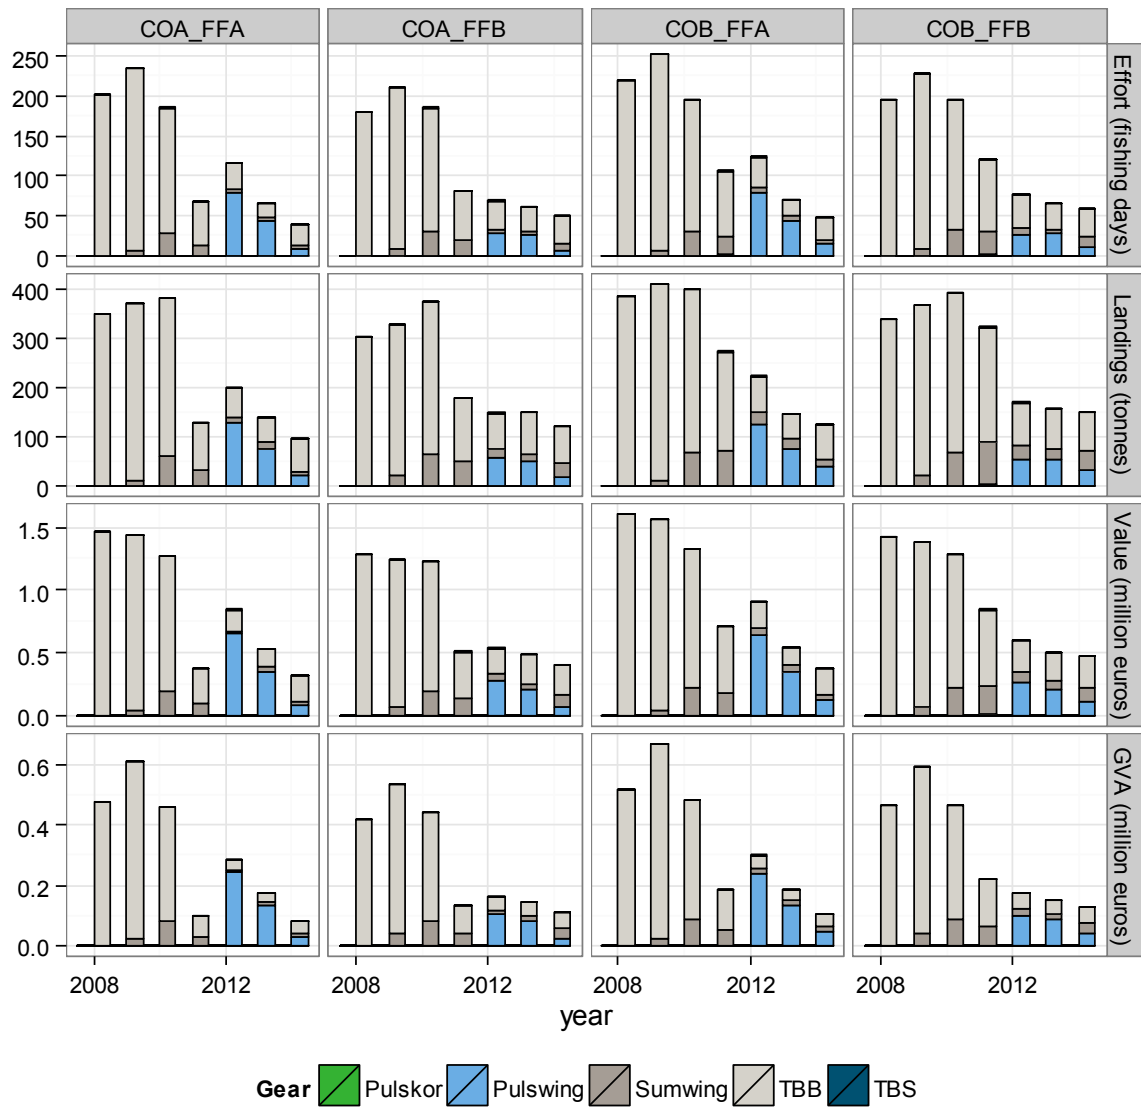 COA_FFA COA_FFB COB_FFA COB_FFB
250
200
150
100
50
0
Effort (fishing days)
400
300
200
100
0
Landings (tonnes)
1.5
1.0
0.5
0.0
Value (million euros)
0.6
0.4
0.2
0.0
GVA (million euros)
2008 2012 2008 2012 2008 2012 2008 2012
year
Gear Pulskor Pulswing Sumwing TBB TBS